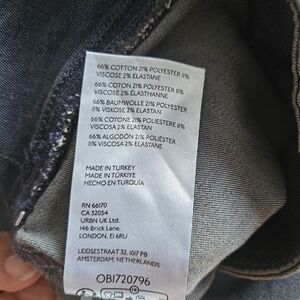 66% COTTON 21% POLYESTER 11%
VISCOSE 2% ELASTANE
66% COTON 21% POLYESTER 11%
VISCOSE 2% ÉLASTHANNE
66% BAUMWOLLE 21% POLYESTER
11% VISKOSE 2% ELASTAN
66% COTONE 21% POLIESTERE 11%
VISCOSA 2% ELASTAN
66% ALGODÓN 21% POLIÉSTER
11% VISCOSA 2% ELASTANO
MADE IN TURKEY
MADE IN TÜRKIYE
HECHO EN TURQUÍA
RN 66170
CA 32054
URBN UK Ltd.
146 Brick Lane,
LONDON, E1 6RU
LEIDSESTRAAT 32, 1017 PB
AMSTERDAM, NETHERLANDS
OB1720796